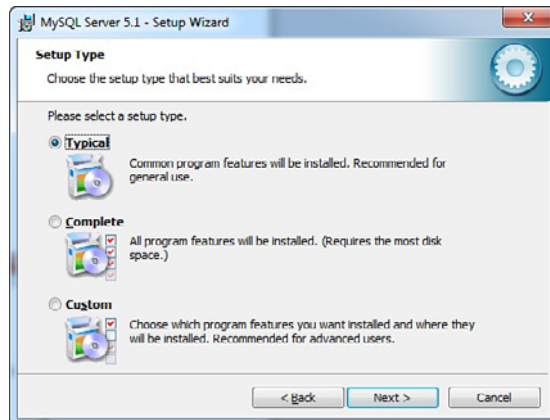 MySQL Server 5.1 - Setup Wizard
Setup Type
Choose the setup type that best suits your needs.
Please select a setup type.
Typical
Common program features will be installed. Recommended for
general use.
Complete
All program features will be installed. (Requires the most disk
space.)
Custom
Choose which program features you want installed and where they
will be installed. Recommended for advanced users.
< Back
Next >
Cancel